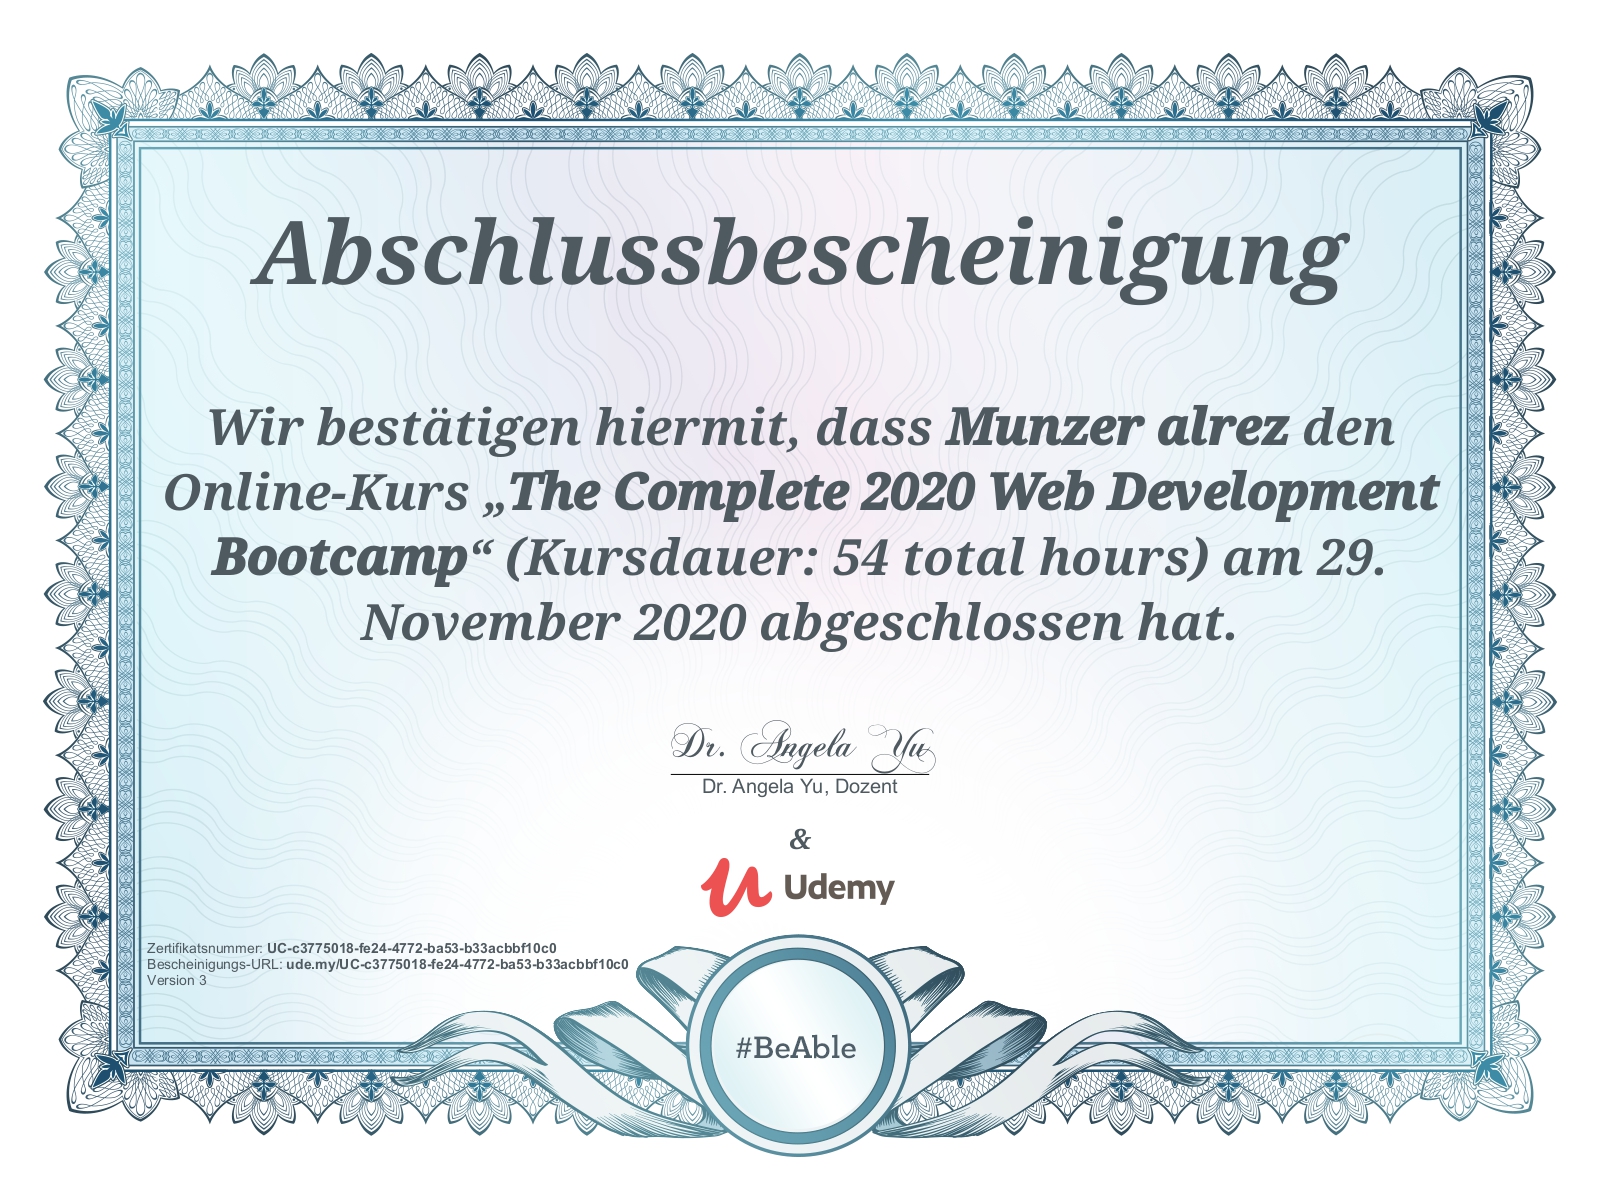 Abschlussbescheinigung
Wir bestätigen hiermit, dass Munzer alrez den
Online-Kurs „The Complete 2020 Web Development
Bootcamp“ (Kursdauer: 54 total hours) am 29.
November 2020 abgeschlossen hat.
Dr. Angela Yu
Dr. Angela Yu, Dozent
&
Udemy
Zertifikatsnummer: UC-c3775018-fe24-4772-ba53-b33acbbf10c0
Bescheinigungs-URL: ude.my/UC-c3775018-fe24-4772-ba53-b33acbbf10c0
Version 3
#BeAble